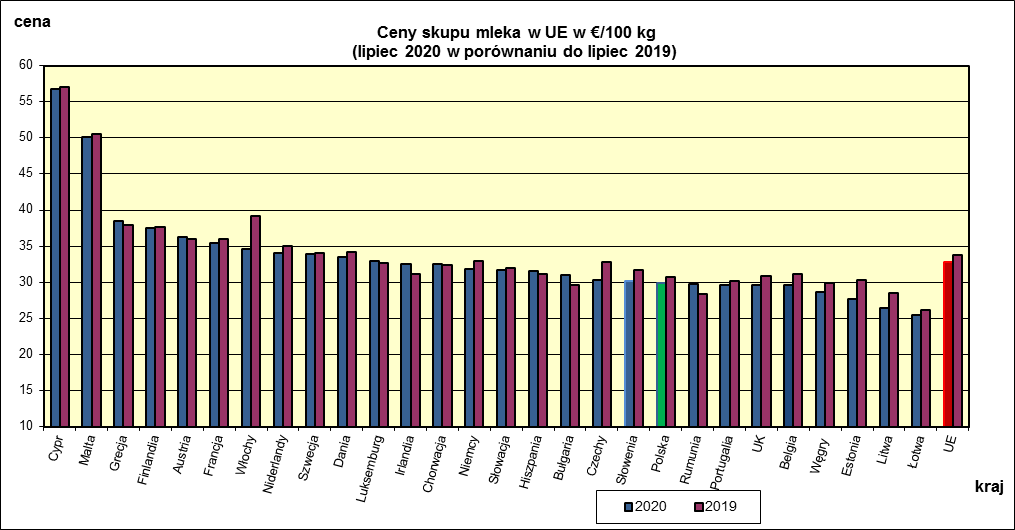 cena
Ceny skupu mleka w UE w €/100 kg
(lipiec 2020 w porównaniu do lipiec 2019)
60
55
50
45
40
35
30
25
20
15
10
Cypr
Malta
Grecja
Finlandia
Austria
Francja
Włochy
Niderlandy
Szwecja
Dania
Luksemburg
Irlandia
Chorwacja
Niemcy
Słowacja
Hiszpania
Bułgaria
Czechy
Słowenia
Polska
Rumunia
Portugalia
UK
Belgia
Węgry
Estonia
Litwa
Łotwa
UE
kraj
2020
2019